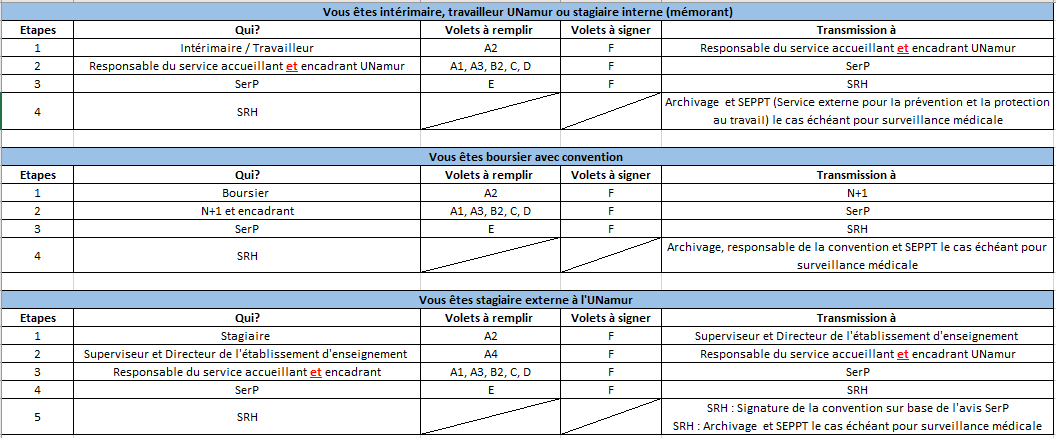 Vous êtes intérimaire, travailleur UNamur ou stagiaire interne (mémorant)
Etapes Qui? Volets à remplir Volets à signer Transmission à
1 Intérimaire / Travailleur A2 F Responsable du service accueillant et encadrant UNamur
2 Responsable du service accueillant et encadrant UNamur A1, A3, B2, C, D F SerP
3 SerP E F SRH
4 SRH Archivage et SEPPT (Service externe pour la prévention et la protection
au travail) le cas échéant pour surveillance médicale
Vous êtes boursier avec convention
Etapes Qui? Volets à remplir Volets à signer Transmission à
1 Boursier A2 F N+1
2 N+1 et encadrant A1, A3, B2, C, D F SerP
3 SerP E F SRH
4 SRH Archivage, responsable de la convention et SEPPT le cas échéant pour
surveillance médicale
Vous êtes stagiaire externe à l'UNamur
Etapes Qui? Volets à remplir Volets à signer Transmission à
1 Stagiaire A2 F Superviseur et Directeur de l'établissement d'enseignement
2 Superviseur et Directeur de l'établissement d'enseignement A4 F Responsable du service accueillant et encadrant UNamur
3 Responsable du service accueillant et encadrant A1, A3, B2, C, D F SerP
4 SerP E F SRH
5 SRH SRH : Signature de la convention sur base de l'avis SerP
SRH : Archivage et SEPPT le cas échéant pour surveillance médicale